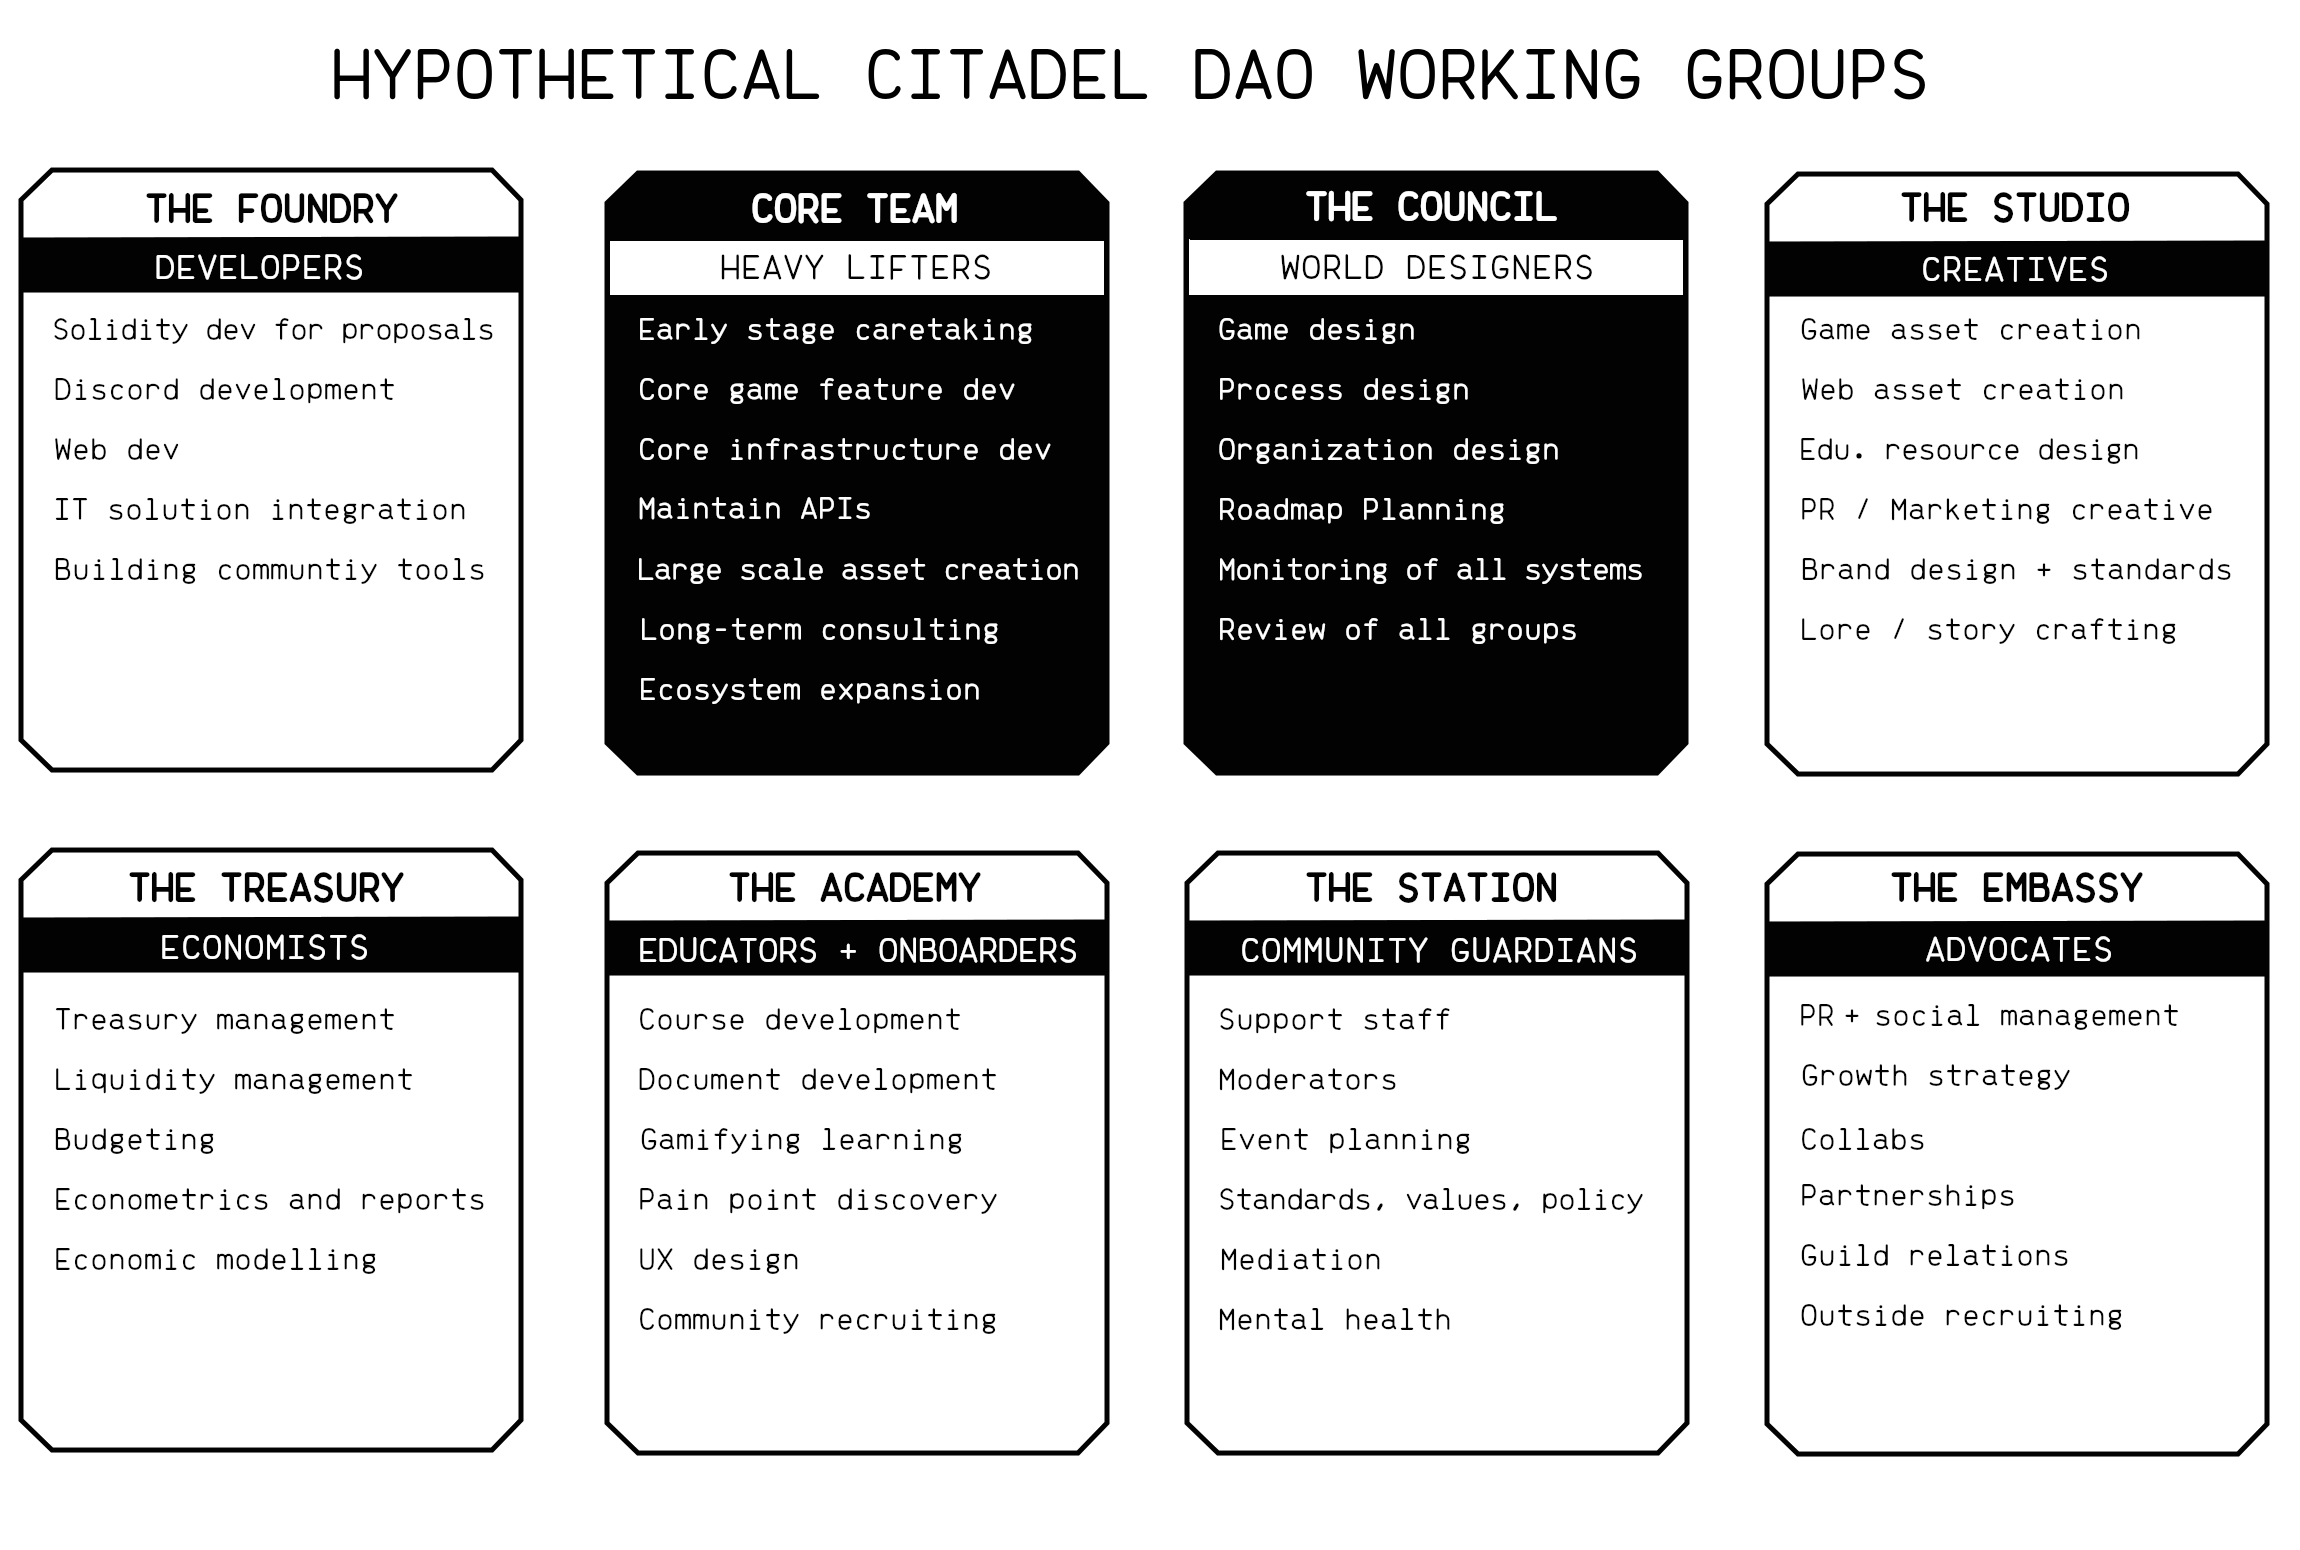 HYPOTHETICAL CITADEL DAO WORKING GROUPS
THE FOUNDRY
DEVELOPERS
Solidity dev for proposals
Discord development
Web dev
IT solution integration
Building communtiy tools
CORE TEAM
HEAVY LIFTERS
Early stage caretaking
Core game feature dev
Core infrastructure dev
Maintain APIs
Large scale asset creation
Long-term consulting
Ecosystem expansion
THE COUNCIL
WORLD DESIGNERS
Game design
Process design
Organization design
Roadmap Planning
Monitoring of all systems
Review of all groups
THE STUDIO
CREATIVES
Game asset creation
Web asset creation
Edu. resource design
PR / Marketing creative
Brand design + standards
Lore / story crafting
THE TREASURY
ECONOMISTS
Treasury management
Liquidity management
Budgeting
Econometrics and reports
Economic modelling
THE ACADEMY
EDUCATORS + ONBOARDERS
Course development
Document development
Gamifying learning
Pain point discovery
UX design
Community recruiting
THE STATION
COMMUNITY GUARDIANS
Support staff
Moderators
Event planning
Standards, values, policy
Mediation
Mental health
THE EMBASSY
ADVOCATES
PR + social management
Growth strategy
Collabs
Partnerships
Guild relations
Outside recruiting